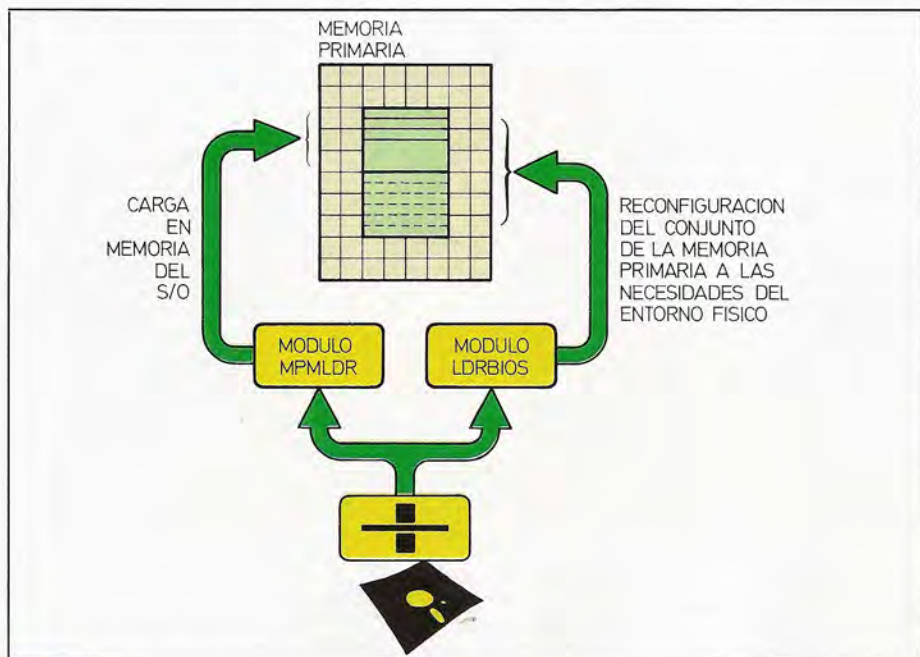 MEMORIA
PRIMARIA
CARGA
EN
MEMORIA
DEL
S/O
RECONFIGURACION
DEL CONJUNTO
DE LA MEMORIA
PRIMARIA A LAS
NECESIDADES DEL
ENTORNO FISICO
MODULO
MPMLDR
MODULO
LDRBIOS